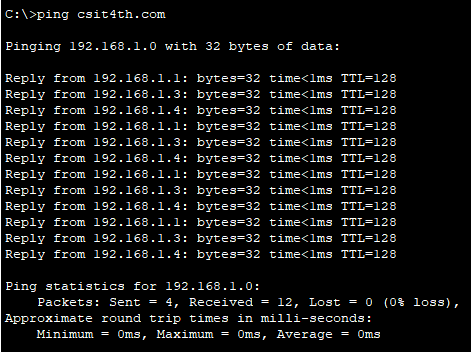 C:\>ping csit4th.com
Pinging 192.168.1.0 with 32 bytes of data:
Reply from 192.168.1.1: bytes=32 time<1ms TTL=128
Reply from 192.168.1.3: bytes=32 time<1ms TTL=128
Reply from 192.168.1.4: bytes=32 time<1ms TTL=128
Reply from 192.168.1.1: bytes=32 time<1ms TTL=128
Reply from 192.168.1.3: bytes=32 time<1ms TTL=128
Reply from 192.168.1.4: bytes=32 time<1ms TTL=128
Reply from 192.168.1.1: bytes=32 time<1ms TTL=128
Reply from 192.168.1.3: bytes=32 time<1ms TTL=128
Reply from 192.168.1.4: bytes=32 time<1ms TTL=128
Reply from 192.168.1.1: bytes=32 time<1ms TTL=128
Reply from 192.168.1.3: bytes=32 time<1ms TTL=128
Reply from 192.168.1.4: bytes=32 time<1ms TTL=128
Ping statistics for 192.168.1.0:
Packets: Sent = 4, Received = 12, Lost = 0 (0% loss),
Approximate round trip times in milli-seconds:
Minimum = 0ms, Maximum = 0ms, Average = 0ms